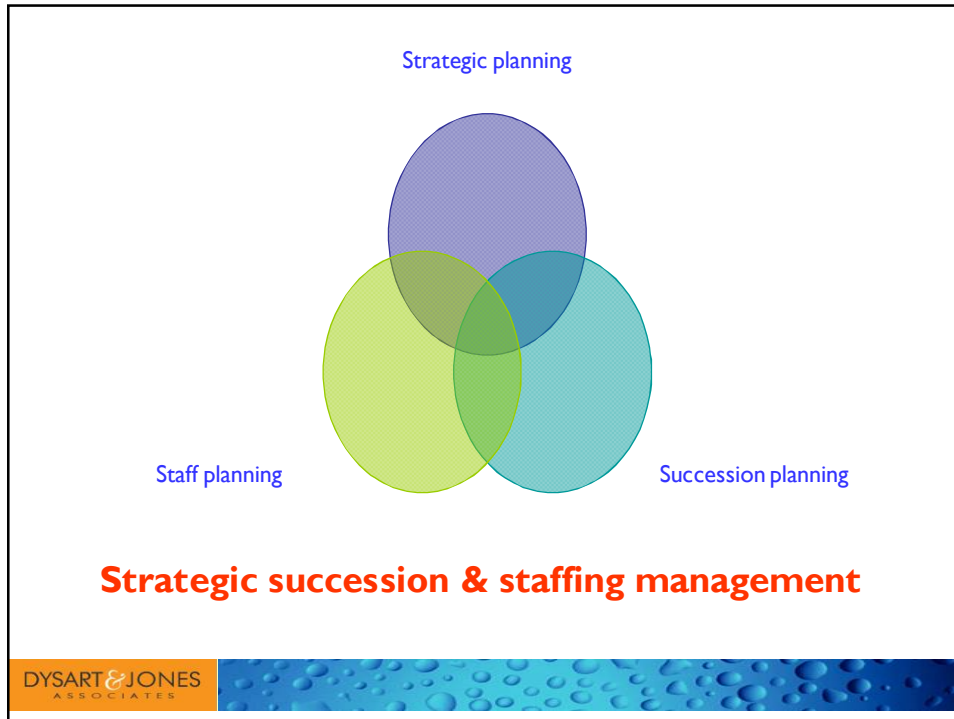 Strategic planning
Staff planning
Succession planning
Strategic succession & staffing management
DYSART & JONES
ASSOCIATES